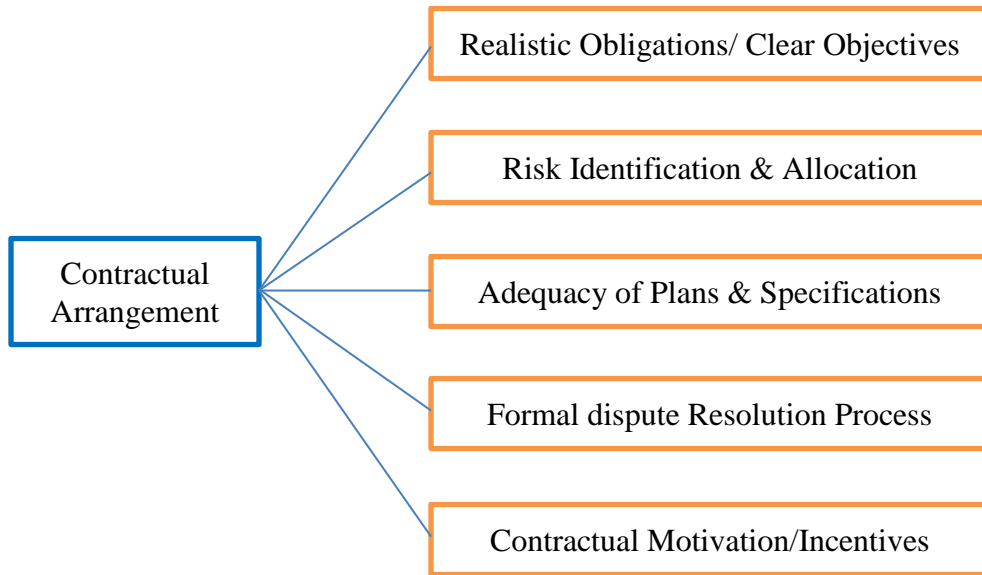 Realistic Obligations/ Clear Objectives
Risk Identification & Allocation
Contractual
Arrangement
Adequacy of Plans & Specifications
Formal dispute Resolution Process
Contractual Motivation/Incentives